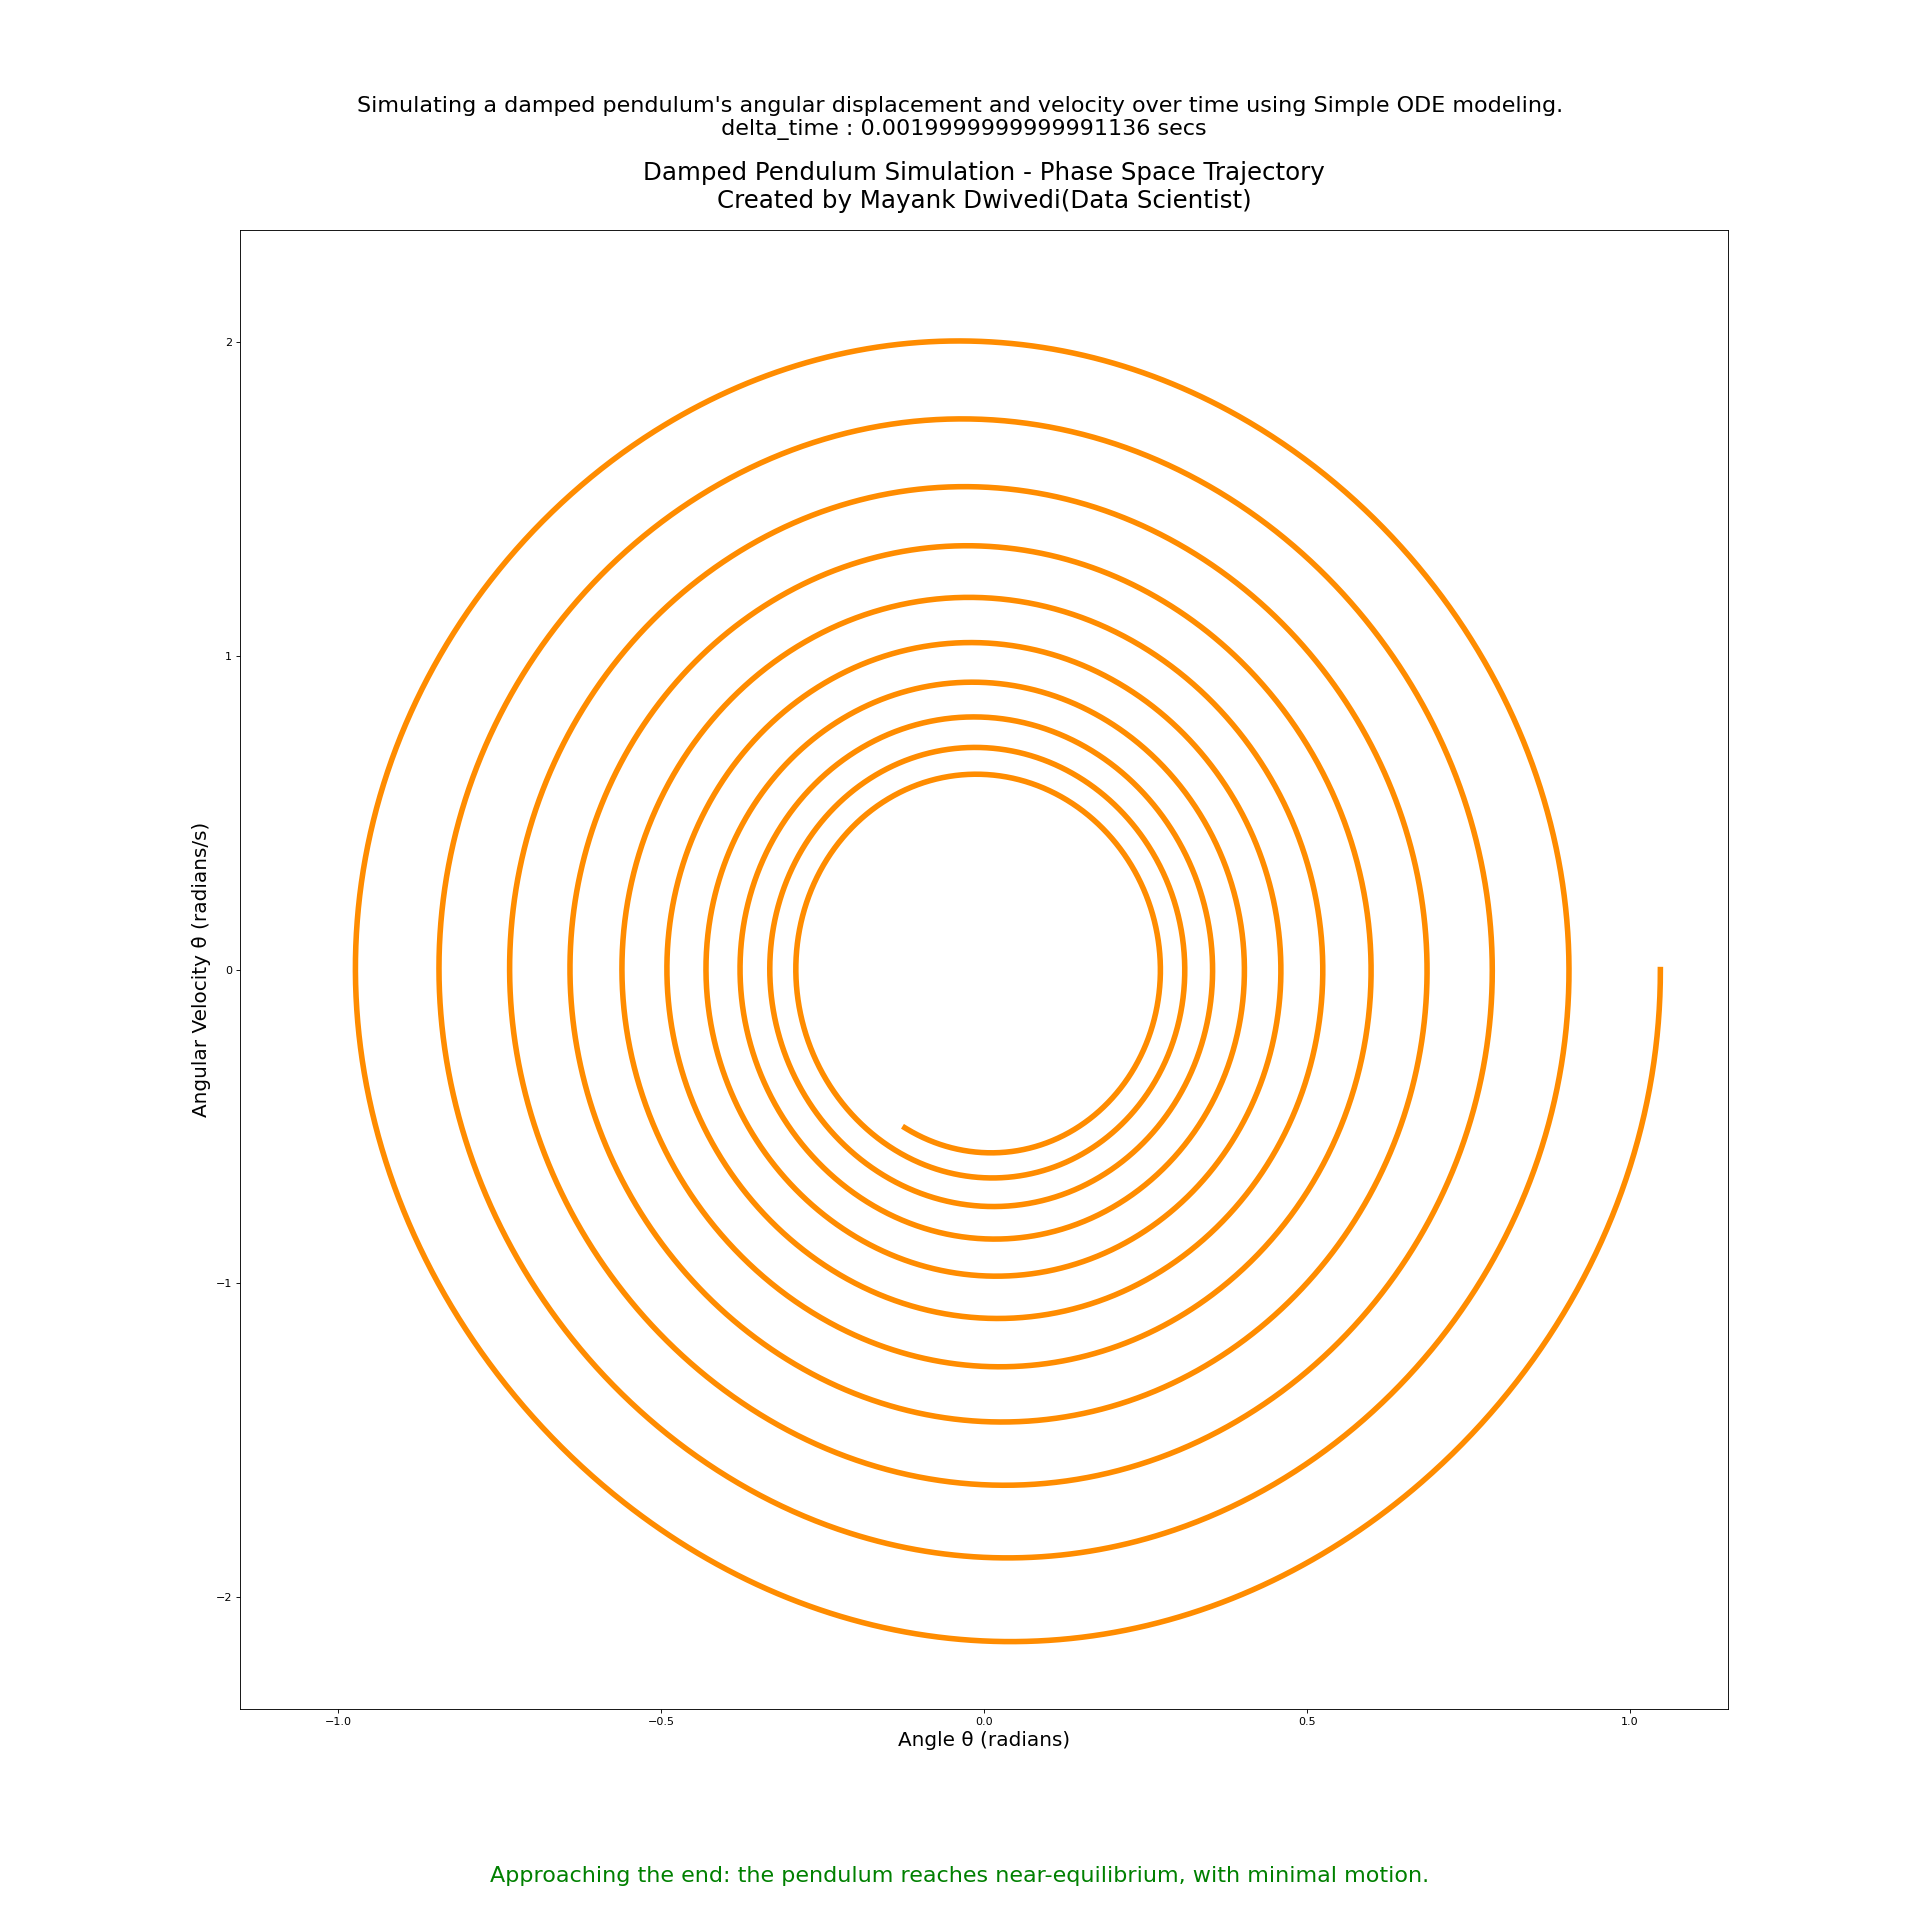 Simulating a damped pendulum's angular displacement and velocity over time using Simple ODE modeling.
delta_time : 0.0019999999999991136 secs
Damped Pendulum Simulation - Phase Space Trajectory
Created by Mayank Dwivedi(Data Scientist)
Angular Velocity θ (radians/s)
2
1
0
−1
−2
−1.0
−0.5
0.0
0.5
1.0
Angle θ (radians)
Approaching the end: the pendulum reaches near-equilibrium, with minimal motion.